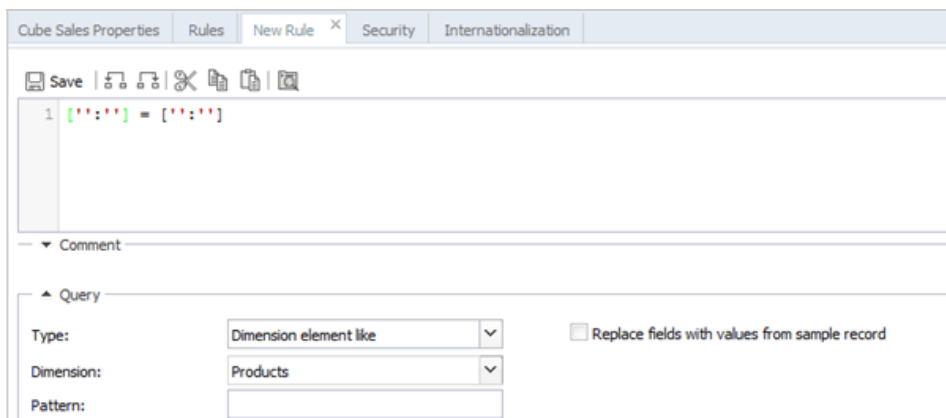 Cube Sales Properties Rules New Rule Security Internationalization
Save
1 ['':''] = ['':'']
Comment
Query
Type: Dimension element like Replace fields with values from sample record
Dimension: Products
Pattern: